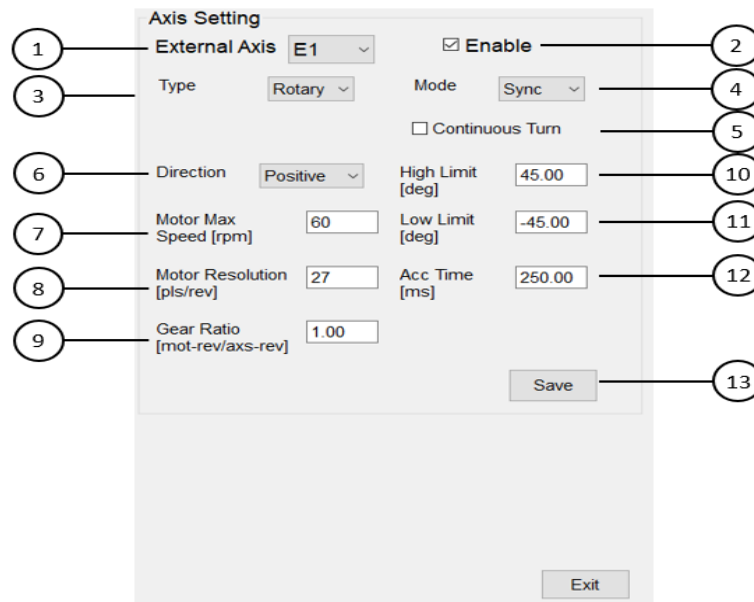 Axis Setting
1 External Axis E1 Enable 2
3 Type Rotary Mode Sync 4
Continuous Turn 5
6 Direction Positive High Limit [deg] 45.00 10
7 Motor Max Speed [rpm] 60 Low Limit [deg] -45.00 11
8 Motor Resolution [pls/rev] 27 Acc Time [ms] 250.00 12
9 Gear Ratio [mot-rev/axs-rev] 1.00
Save 13
Exit